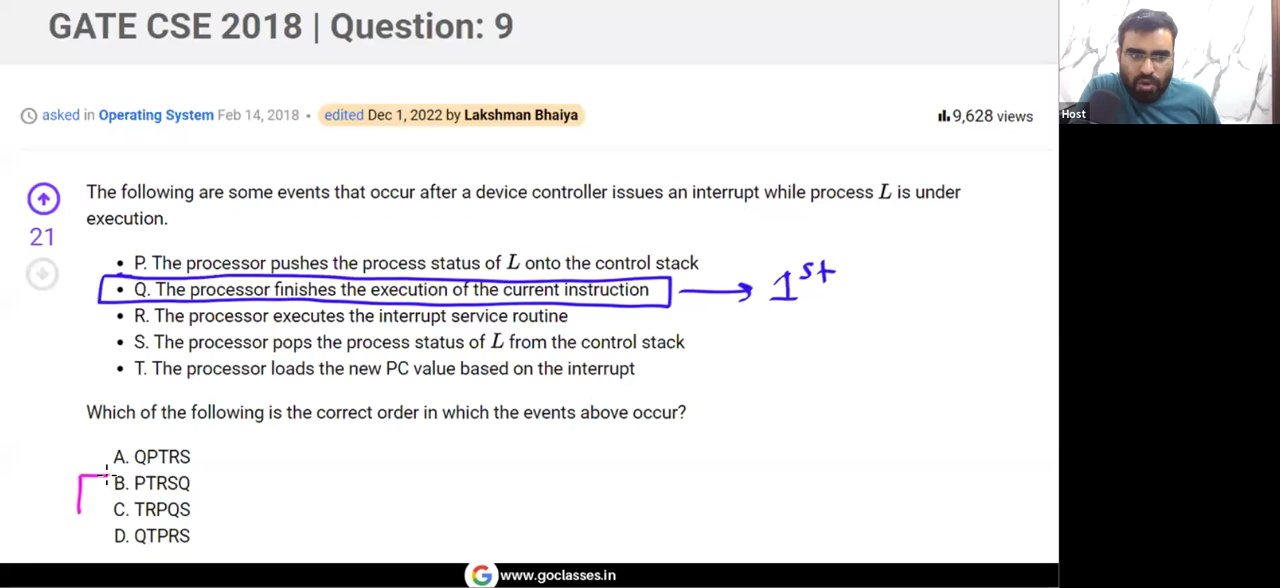 GATE CSE 2018 | Question: 9
asked in Operating System Feb 14, 2018 • edited Dec 1, 2022 by Lakshman Bhaiya
9,628 views
Host
The following are some events that occur after a device controller issues an interrupt while process L is under
execution.
21
• P. The processor pushes the process status of L onto the control stack
• Q. The processor finishes the execution of the current instruction → 1st
• R. The processor executes the interrupt service routine
• S. The processor pops the process status of L from the control stack
• T. The processor loads the new PC value based on the interrupt
Which of the following is the correct order in which the events above occur?
A. QPTRS
B. PTRSQ
C. TRPQS
D. QTPRS
www.goclasses.in